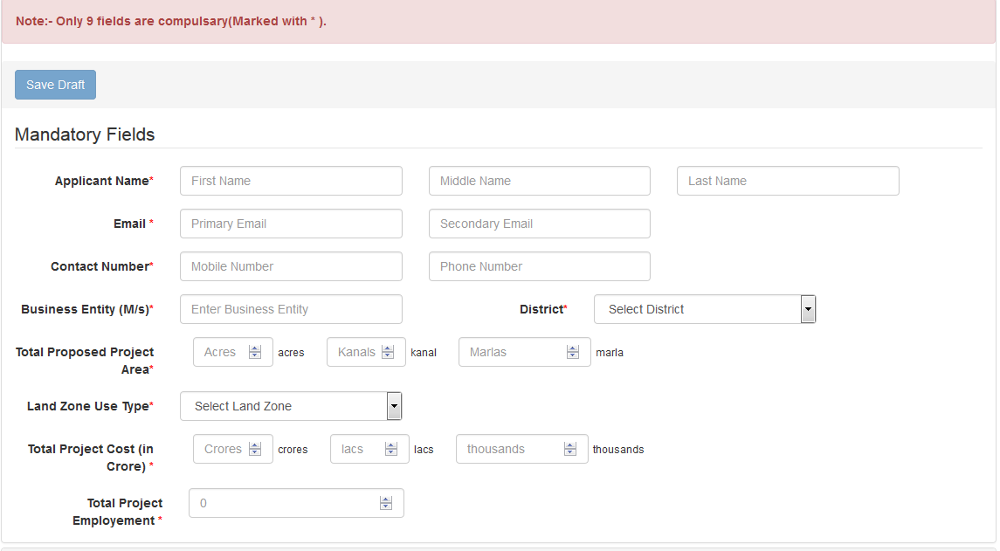 Note:- Only 9 fields are compulsary(Marked with * ).
Save Draft
Mandatory Fields
Applicant Name* First Name Middle Name Last Name
Email * Primary Email Secondary Email
Contact Number* Mobile Number Phone Number
Business Entity (M/s)* Enter Business Entity District* Select District
Total Proposed Project Acres acres Kanals kanal Marlas marla
Area*
Land Zone Use Type* Select Land Zone
Total Project Cost (in Crores crores lacs lacs thousands thousands
Crore) *
Total Project 0
Employement *